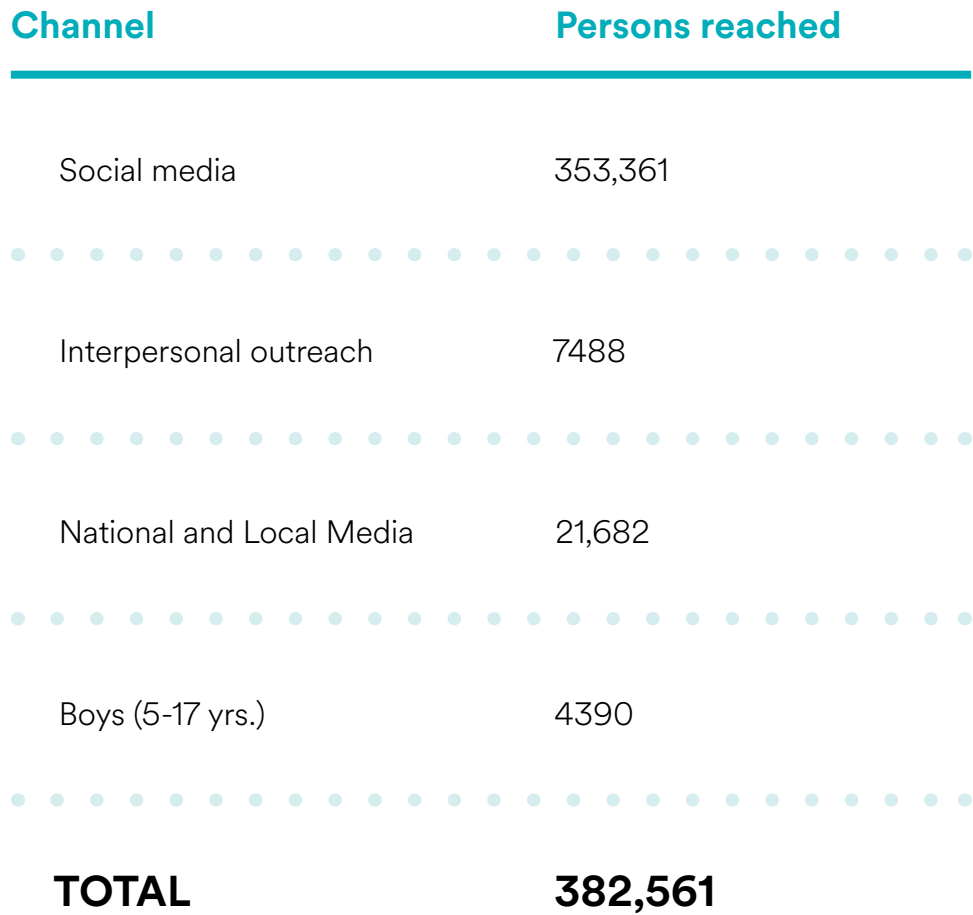 Channel Persons reached
Social media 353,361
Interpersonal outreach 7488
National and Local Media 21,682
Boys (5-17 yrs.) 4390
TOTAL 382,561